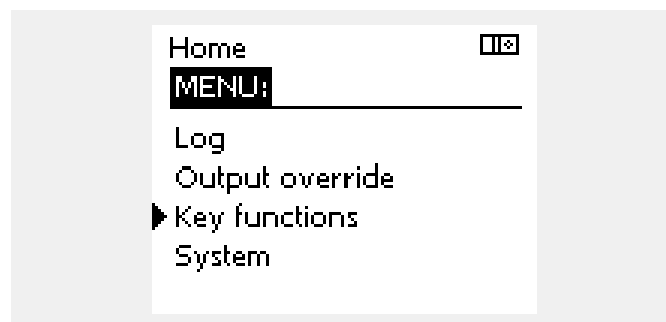 Home
MENU:
Log
Output override
Key functions
System